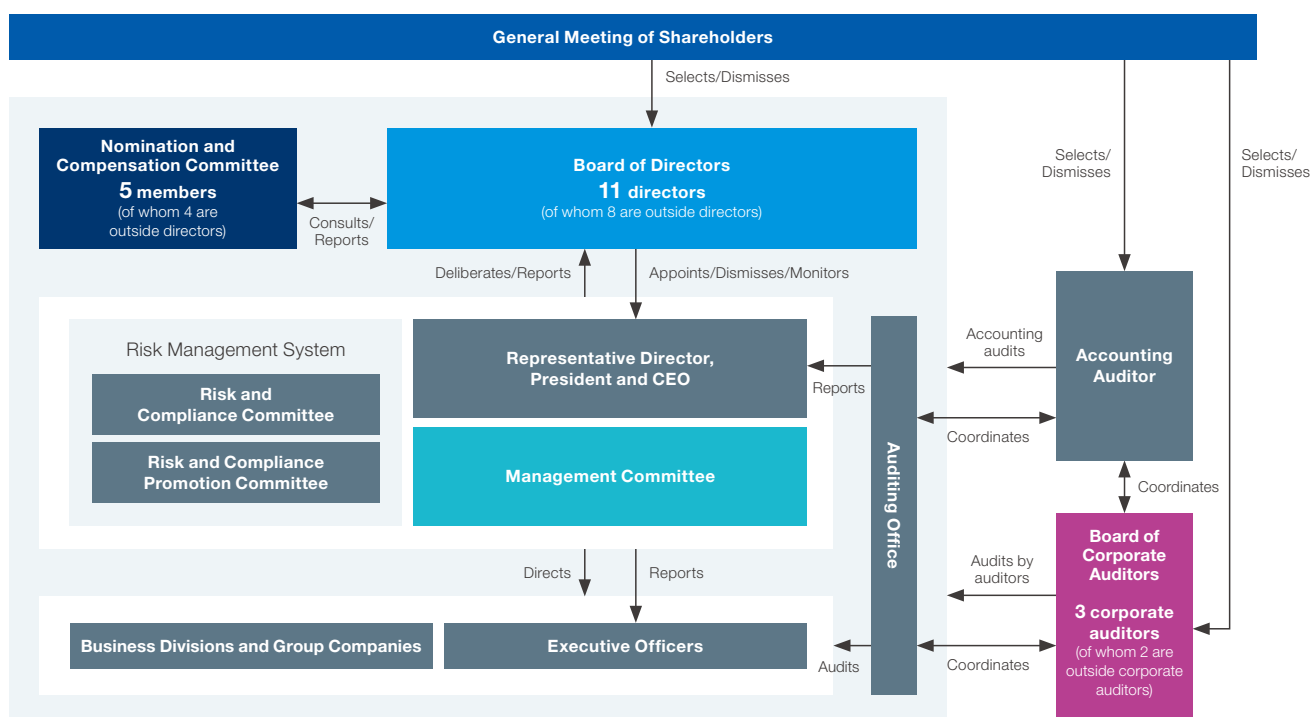 General Meeting of Shareholders
Selects/Dismisses
Nomination and
Compensation Committee
5 members
(of whom 4 are
outside directors)
Consults/
Reports
Board of Directors
11 directors
(of whom 8 are outside directors)
Selects/
Dismisses
Selects/
Dismisses
Deliberates/Reports
Appoints/Dismisses/Monitors
Risk Management System
Risk and
Compliance Committee
Risk and Compliance
Promotion Committee
Representative Director,
President and CEO
Management Committee
Reports
Auditing Office
Accounting
audits
Coordinates
Accounting
Auditor
Coordinates
Directs
Reports
Business Divisions and Group Companies
Executive Officers
Audits
Audits by
auditors
Coordinates
Board of
Corporate
Auditors
3 corporate
auditors
(of whom 2 are
outside corporate
auditors)